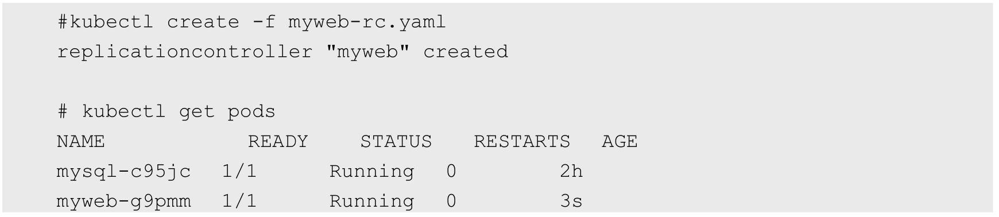 #kubectl create -f myweb-rc.yaml
replicationcontroller "myweb" created
# kubectl get pods
NAME READY STATUS RESTARTS AGE
mysql-c95jc 1/1 Running 0 2h
myweb-g9pmm 1/1 Running 0 3s